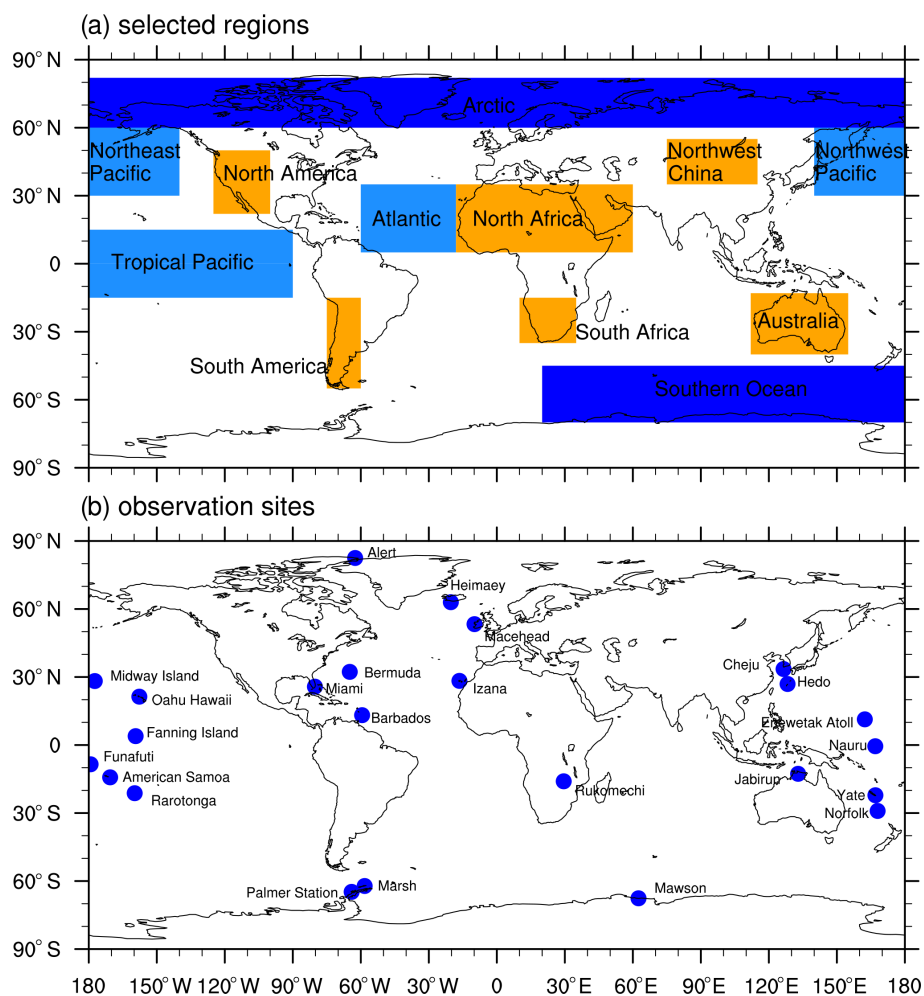 (a) selected regions
90° N
60° N
30° N
0
30° S
60° S
90° S
Arctic
Northeast
Pacific
North America
Northwest
China
Northwest
Pacific
Atlantic
North Africa
Tropical Pacific
Australia
South Africa
South America
Southern Ocean
(b) observation sites
90° N
60° N
30° N
0
30° S
60° S
90° S
Alert
Heimaey
Macehead
Cheju
Midway Island
Bermuda
Hedo
Miami
Izana
Oahu Hawaii
Barbados
Enewetak Atoll
Fanning Island
Nauru
Funafuti
American Samoa
Jabirun
Rukomechi
Rarotonga
Yate
Norfolk
Palmer Station
Marsh
Mawson
180 150° W 120° W 90° W 60° W 30° W 0 30° E 60° E 90° E 120° E 150° E 180